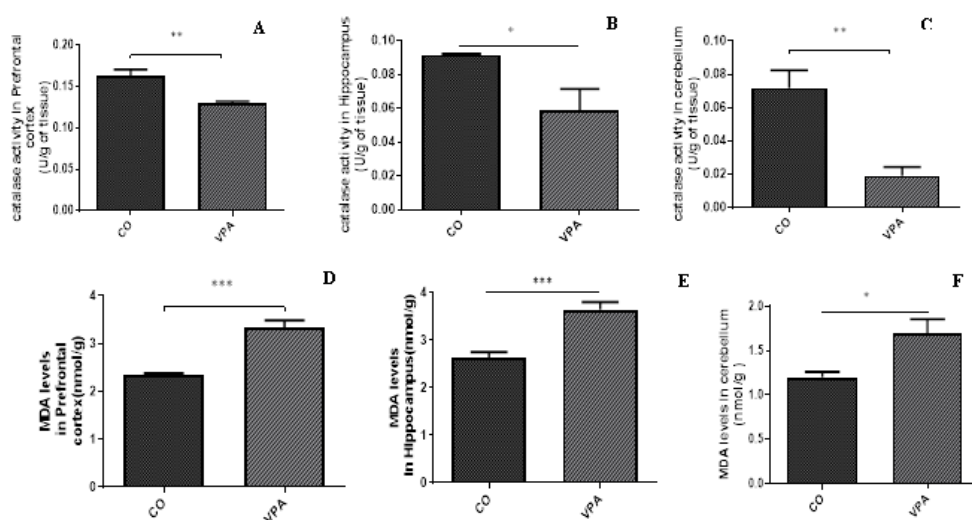 A
**
catalase activity in Prefrontal
cortex
(U/g of tissue)
0.20
0.15
0.10
0.05
0.00
CO
VPA
B
*
catalase activity in Hippocampus
(U/g of tissue)
0.10
0.08
0.06
0.04
0.02
0.00
CO
VPA
C
**
catalase activity in cerebellum
(U/g of tissue)
0.10
0.08
0.06
0.04
0.02
0.00
CO
VPA
D
***
MDA levels
in Prefrontal
cortex(nmol/g)
4
3
2
1
0
CO
VPA
E
***
MDA levels
in Hippocampus(nmol/g)
4
3
2
1
0
CO
VPA
F
*
MDA levels in cerebellum
(nmol/g)
2.0
1.5
1.0
0.5
0.0
CO
VPA